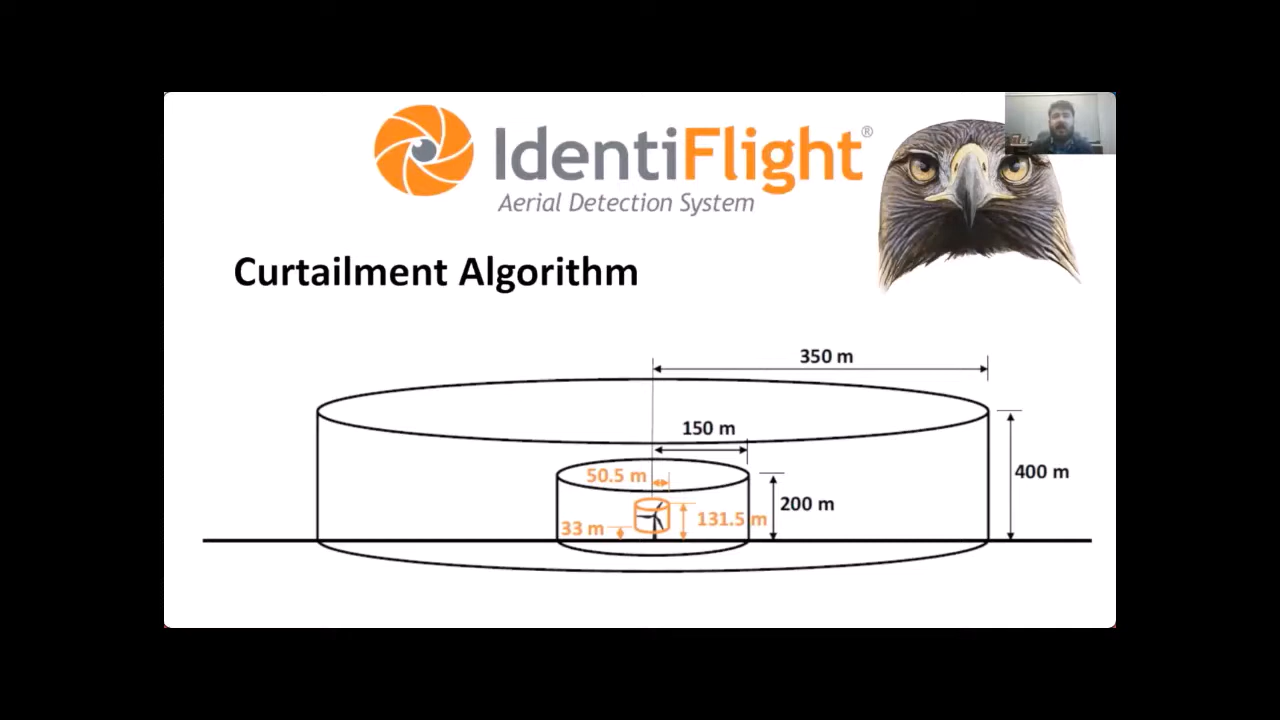 IdentiFlight®
Aerial Detection System
Curtailment Algorithm
350 m
150 m
50.5 m
400 m
200 m
33 m
131.5 m